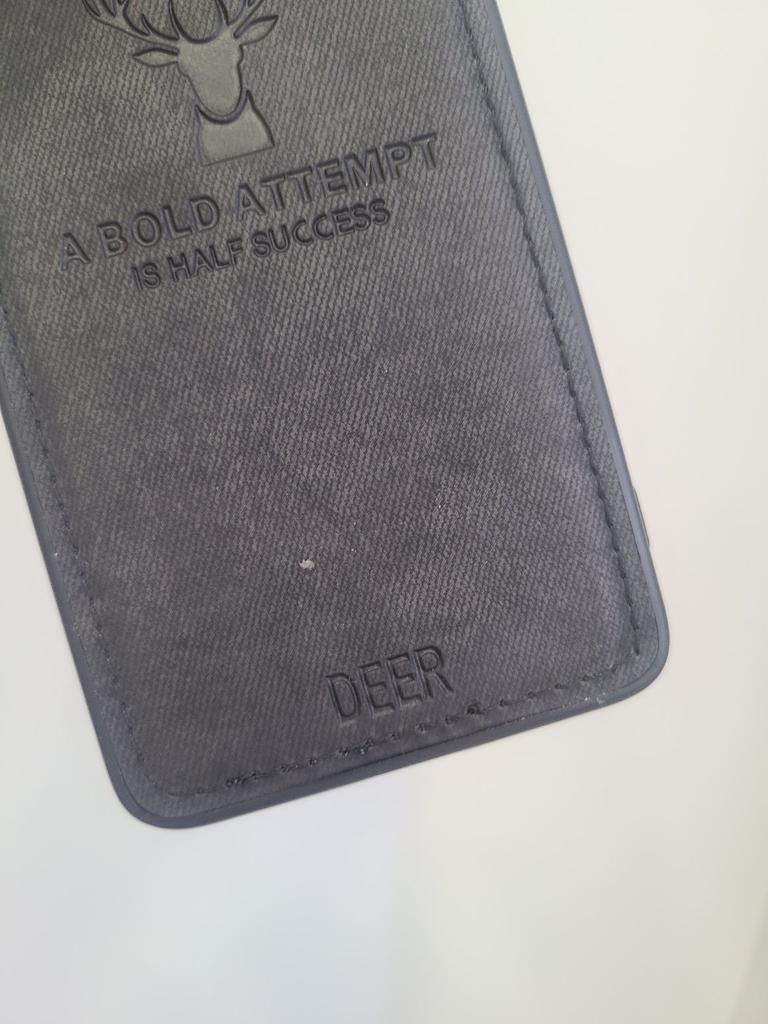 A BOLD ATTEMPT
IS HALF SUCCESS
DEER